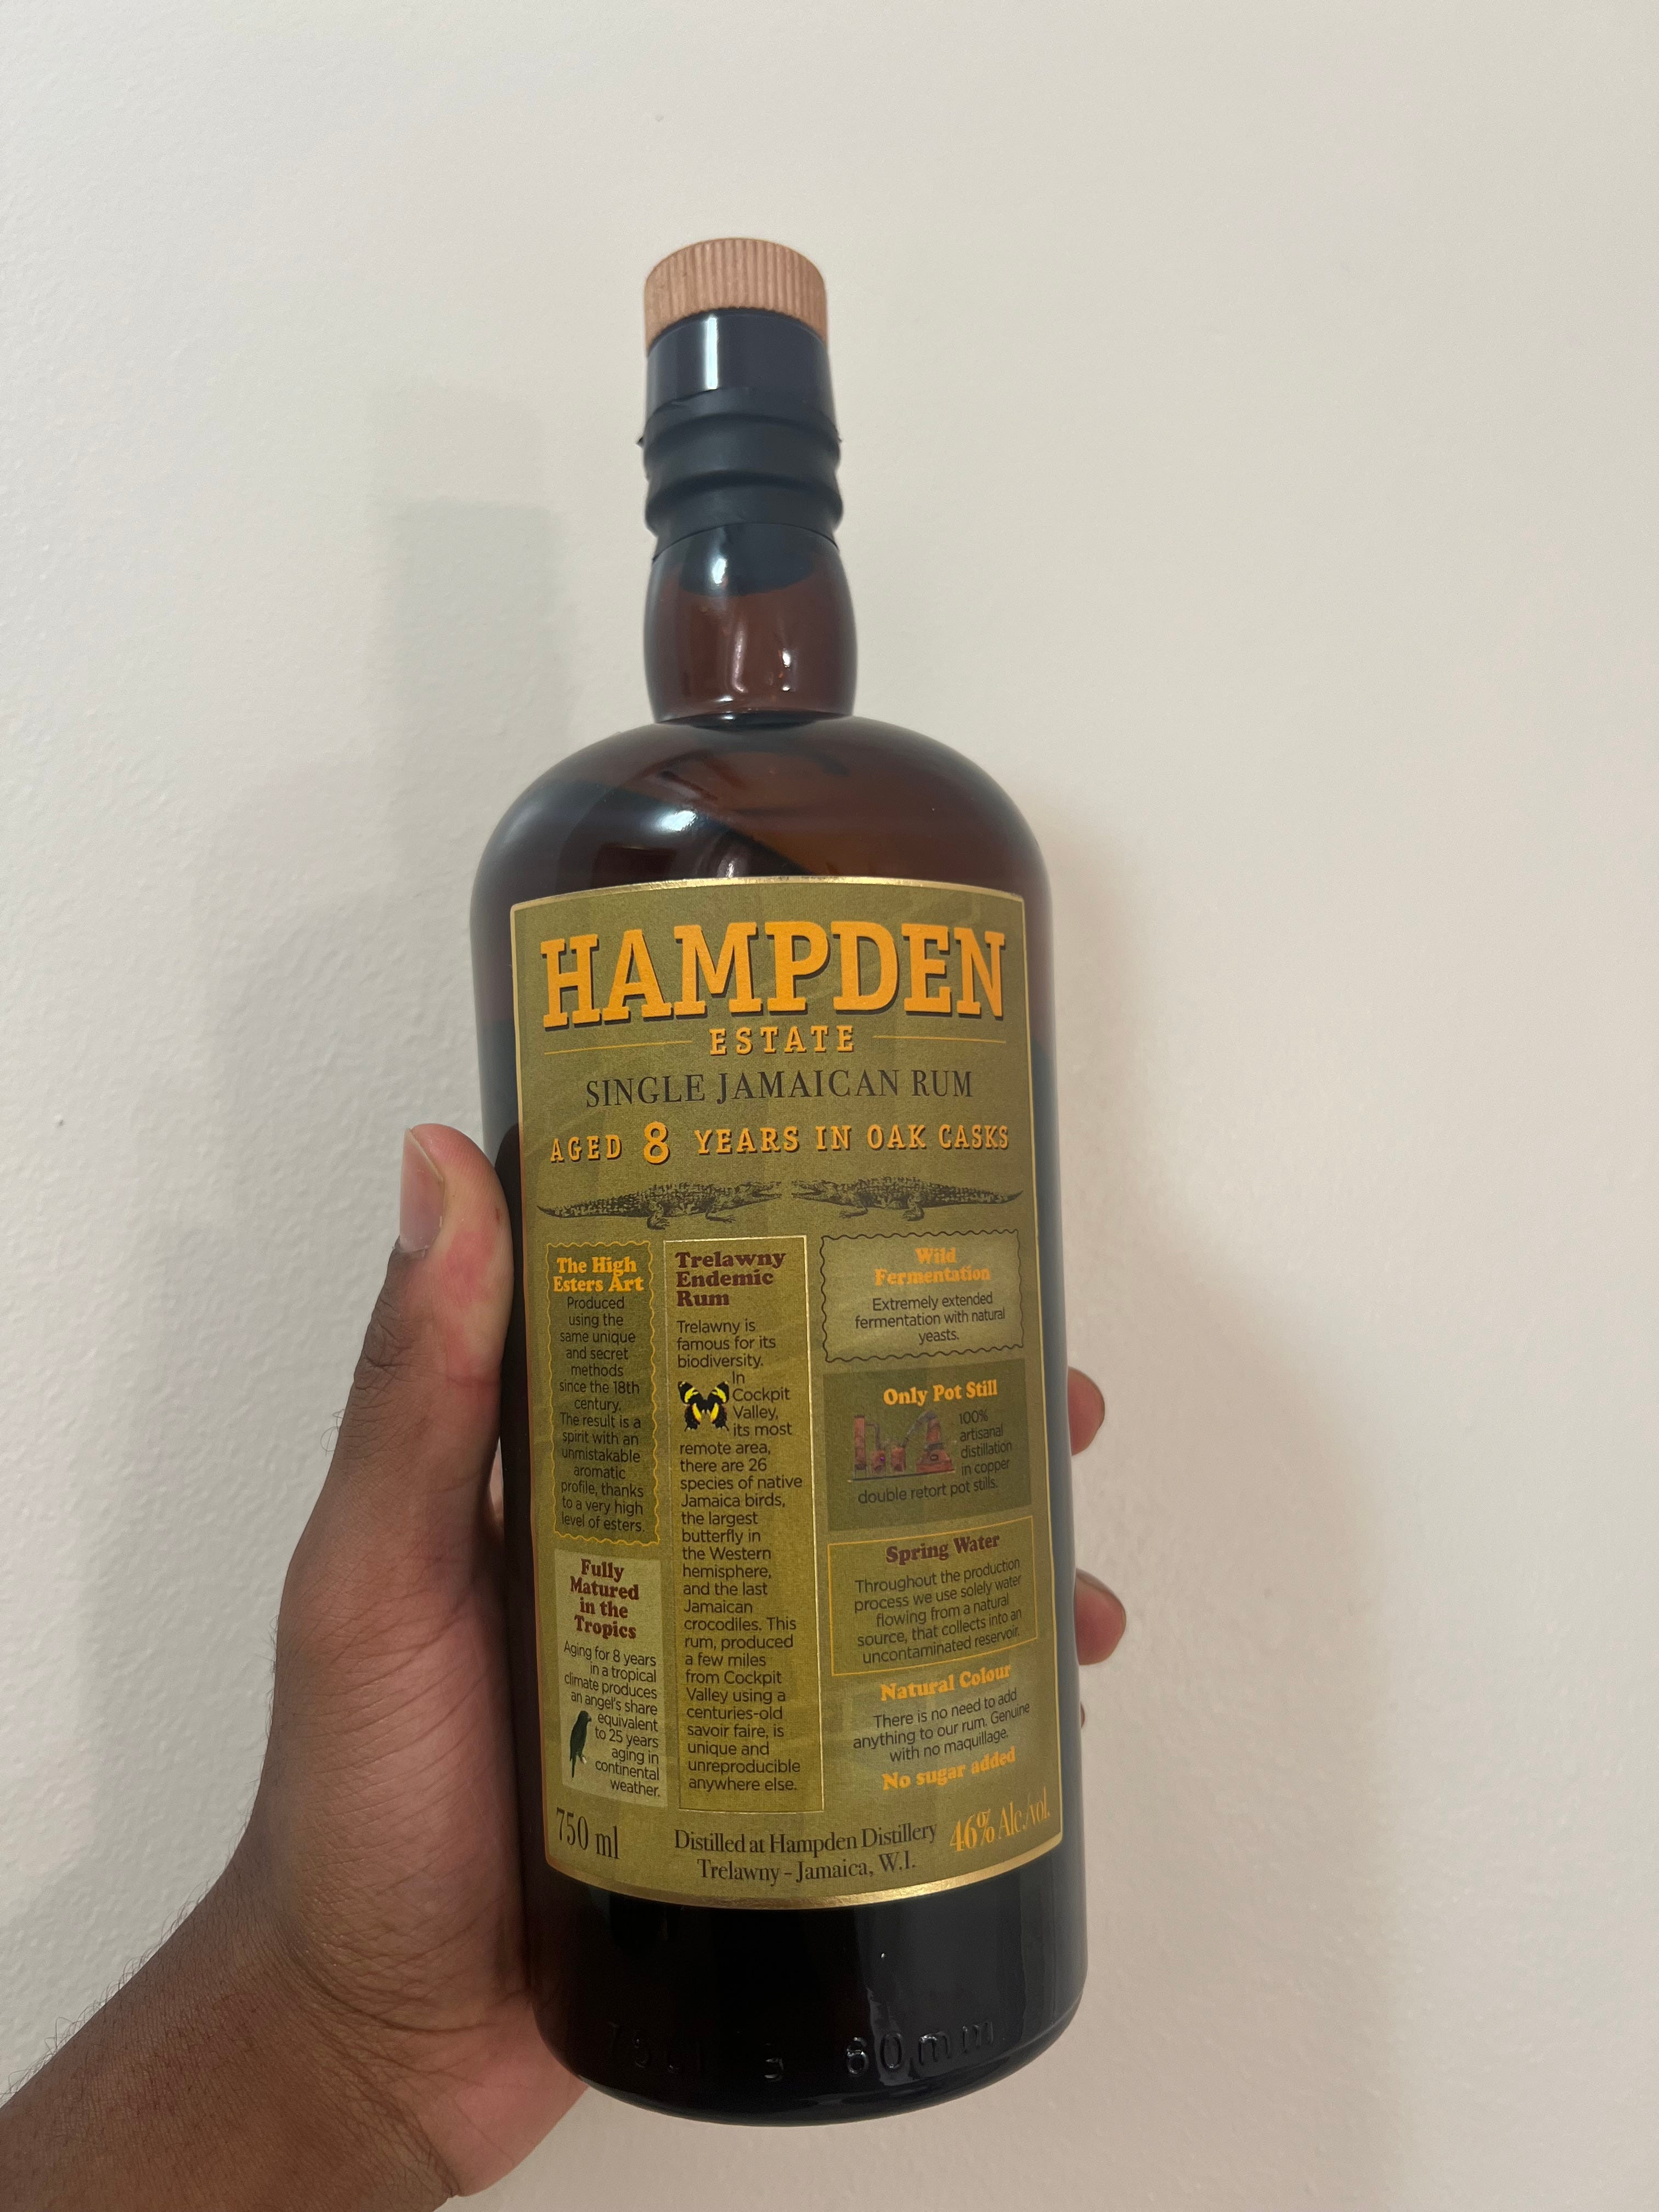 HAMPDEN
ESTATE
SINGLE JAMAICAN RUM
AGED 8 YEARS IN OAK CASKS
The High
Esters Art
Produced
using the
same unique
and secret
methods
since the 18th
century.
The result is a
spirit with an
unmistakable
aromatic
profile, thanks
to a very high
level of esters.
Fully
Matured
in the
Tropics
Aging for 8 years
in a tropical
climate produces
an angel's share
equivalent
to 25 years
aging in
continental
weather.
Trelawny
Endemic
Rum
Trelawny is
famous for its
biodiversity.
In
Cockpit
Valley,
its most
remote area,
there are 26
species of native
Jamaica birds,
the largest
butterfly in
the Western
hemisphere,
and the last
Jamaican
crocodiles. This
rum, produced
a few miles
from Cockpit
Valley using a
centuries-old
savoir faire, is
unique and
unreproducible
anywhere else.
Wild
Fermentation
Extremely extended
fermentation with natural
yeasts.
Only Pot Still
100%
artisanal
distillation
in copper
double retort pot stills.
Spring Water
Throughout the production
process we use solely water
flowing from a natural
source, that collects into an
uncontaminated reservoir.
Natural Colour
There is no need to add
anything to our rum. Genuine
with no maquillage.
No sugar added
750 ml
Distilled at Hampden Distillery
Trelawny - Jamaica, W.I.
46% Alc./vol.
60mm